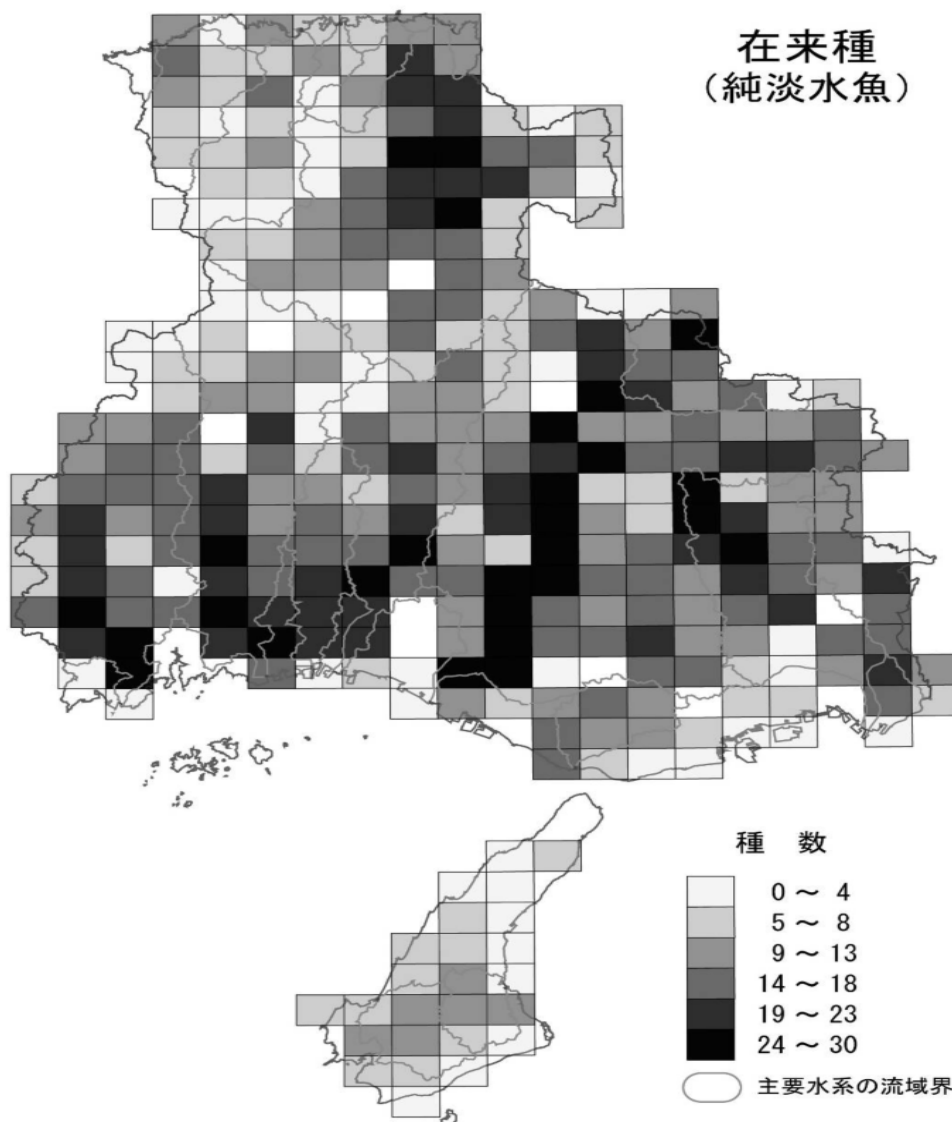 在来種
(純淡水魚)
種 数
0 ~ 4
5 ~ 8
9 ~ 13
14 ~ 18
19 ~ 23
24 ~ 30
主要水系の流域界